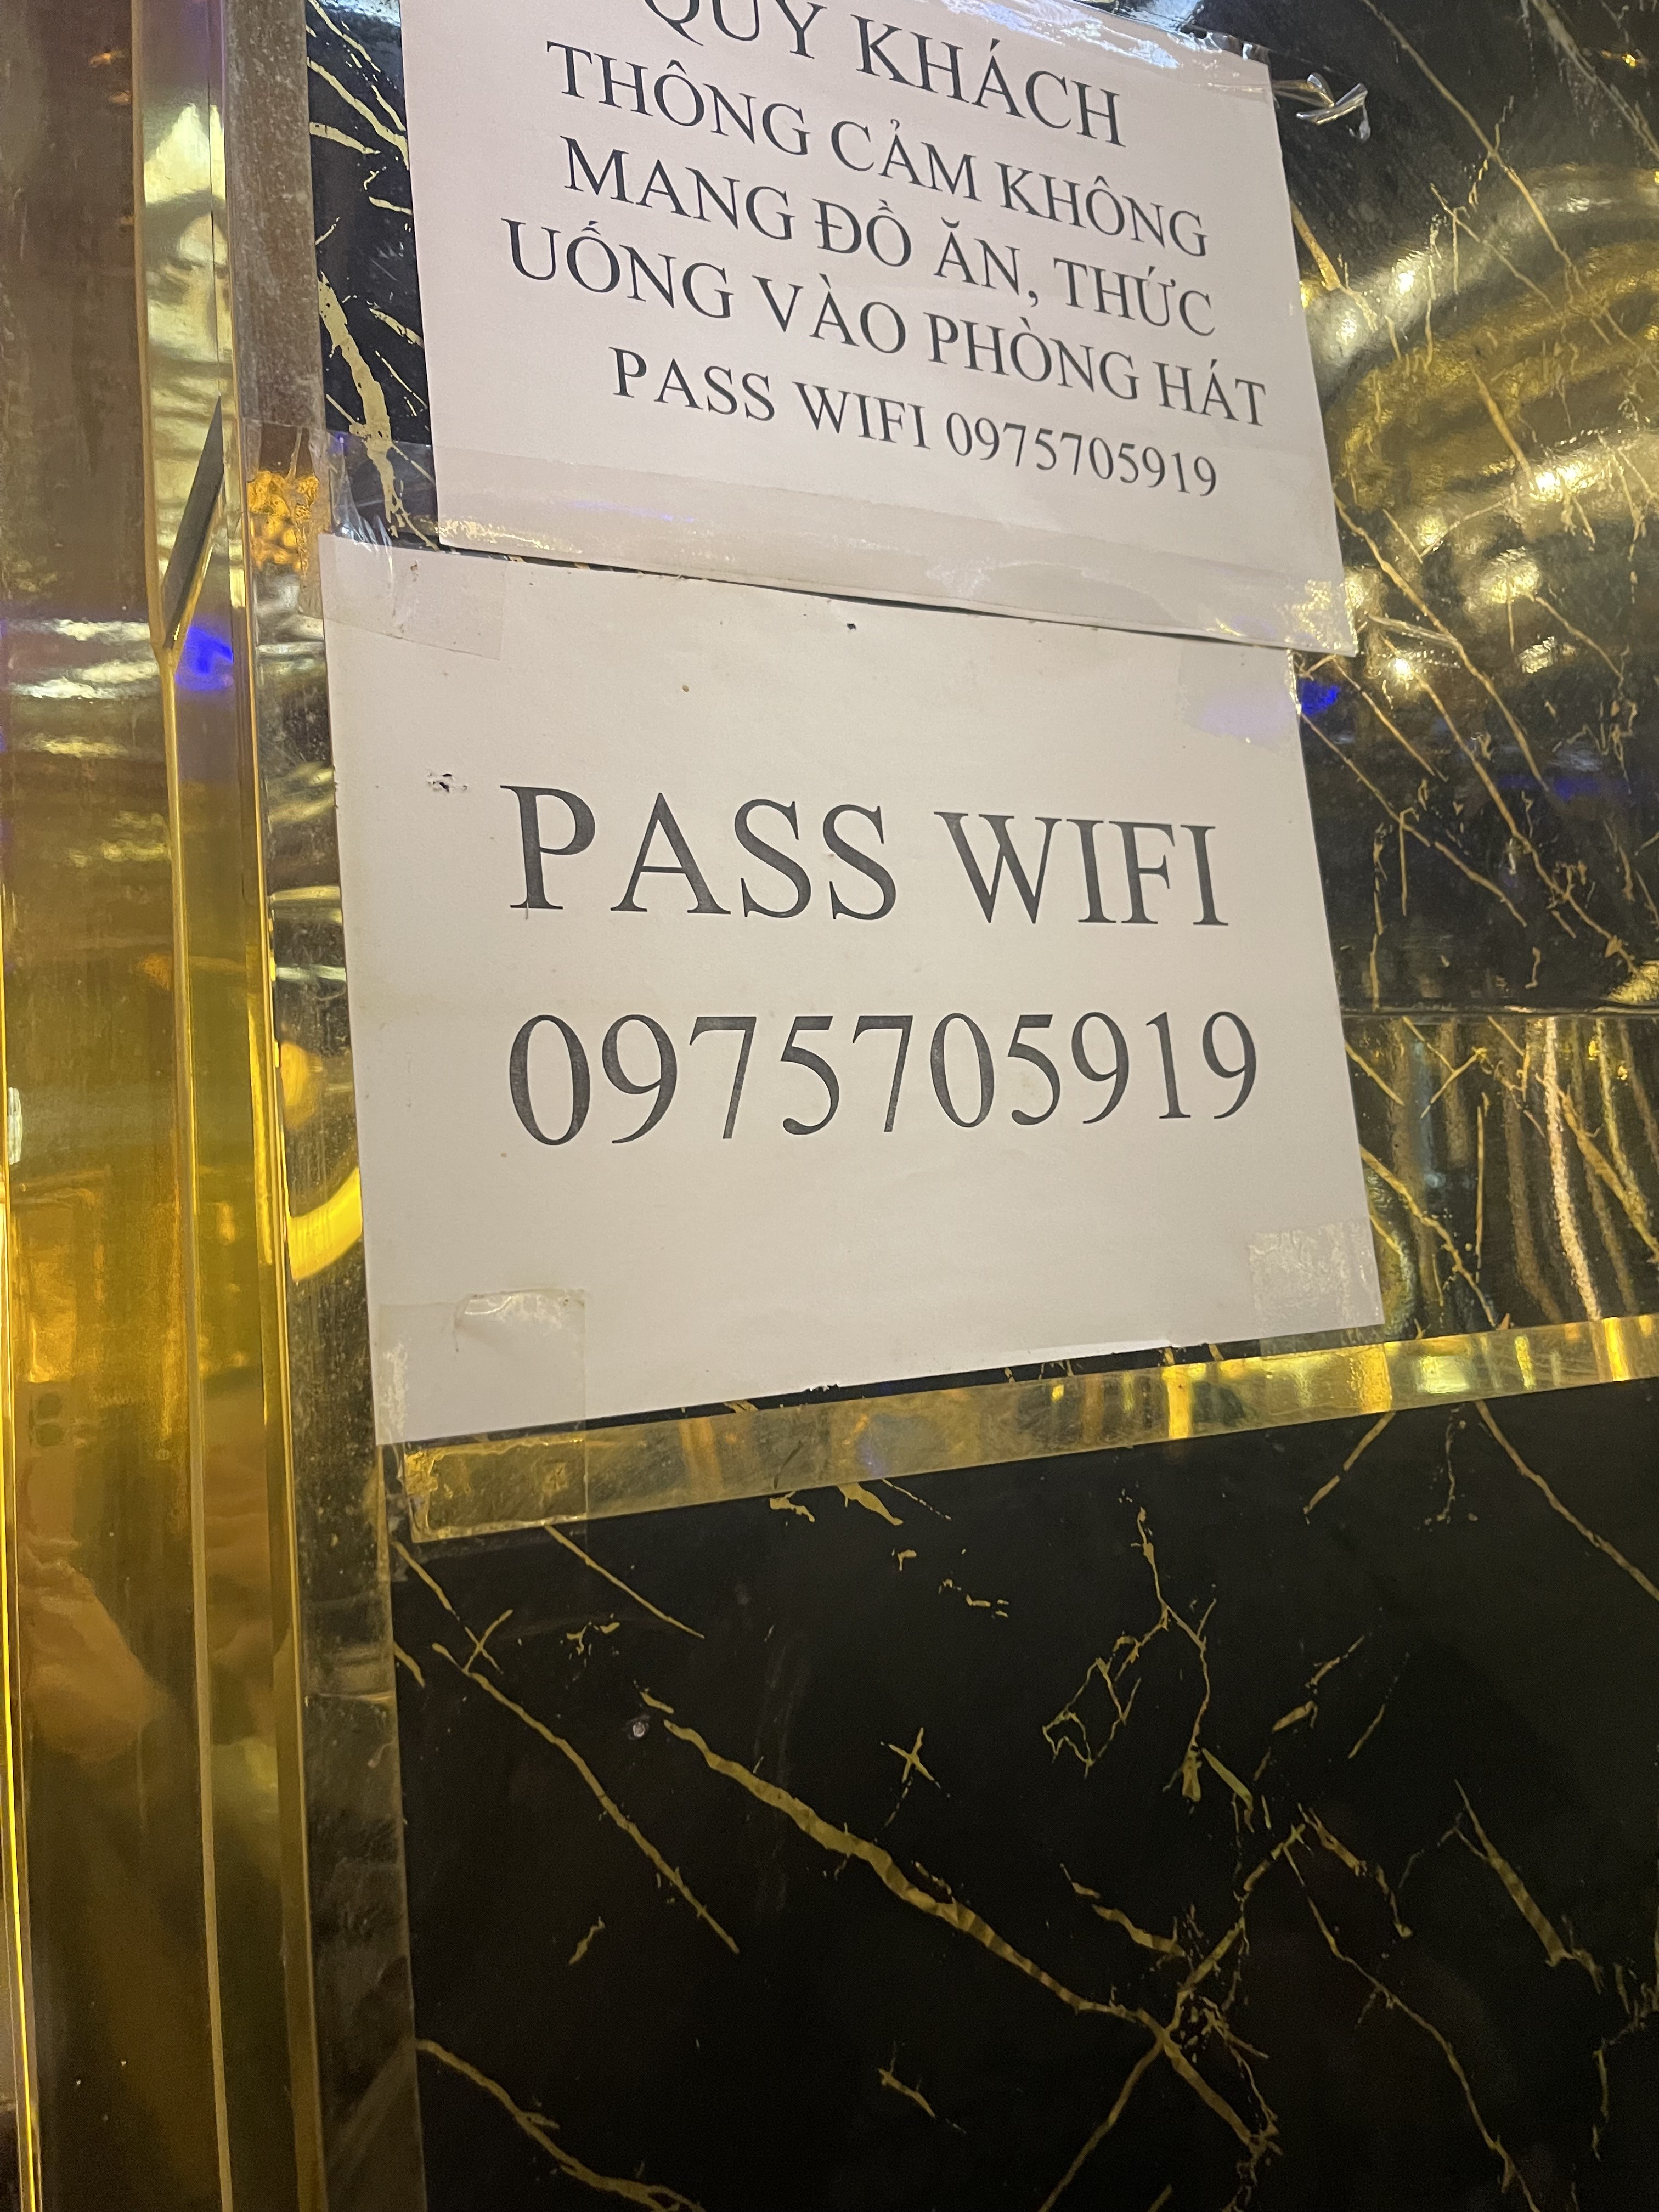 QUÝ KHÁCH
THÔNG CẢM KHÔNG
MANG ĐỒ ĂN, THỨC
UỐNG VÀO PHÒNG HÁT
PASS WIFI 0975705919
PASS WIFI
0975705919